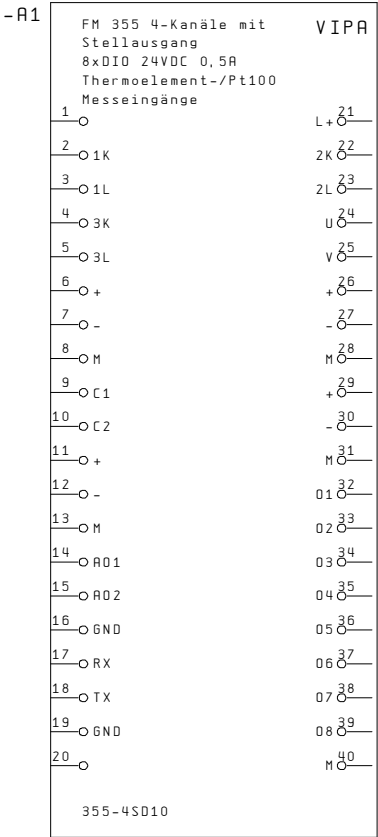 -A1
FM 355 4-Kanäle mit VIPA
Stellausgang
8xDIO 24VDC 0,5A
Thermoelement-/Pt100
Messeingänge
1 L+ 21
2 1K 2K 22
3 1L 2L 23
4 3K U 24
5 3L V 25
6 + + 26
7 - - 27
8 M M 28
9 C1 + 29
10 C2 - 30
11 + M 31
12 - O1 32
13 M O2 33
14 AO1 O3 34
15 AO2 O4 35
16 GND O5 36
17 RX O6 37
18 TX O7 38
19 GND O8 39
20 M 40
355-4SD10